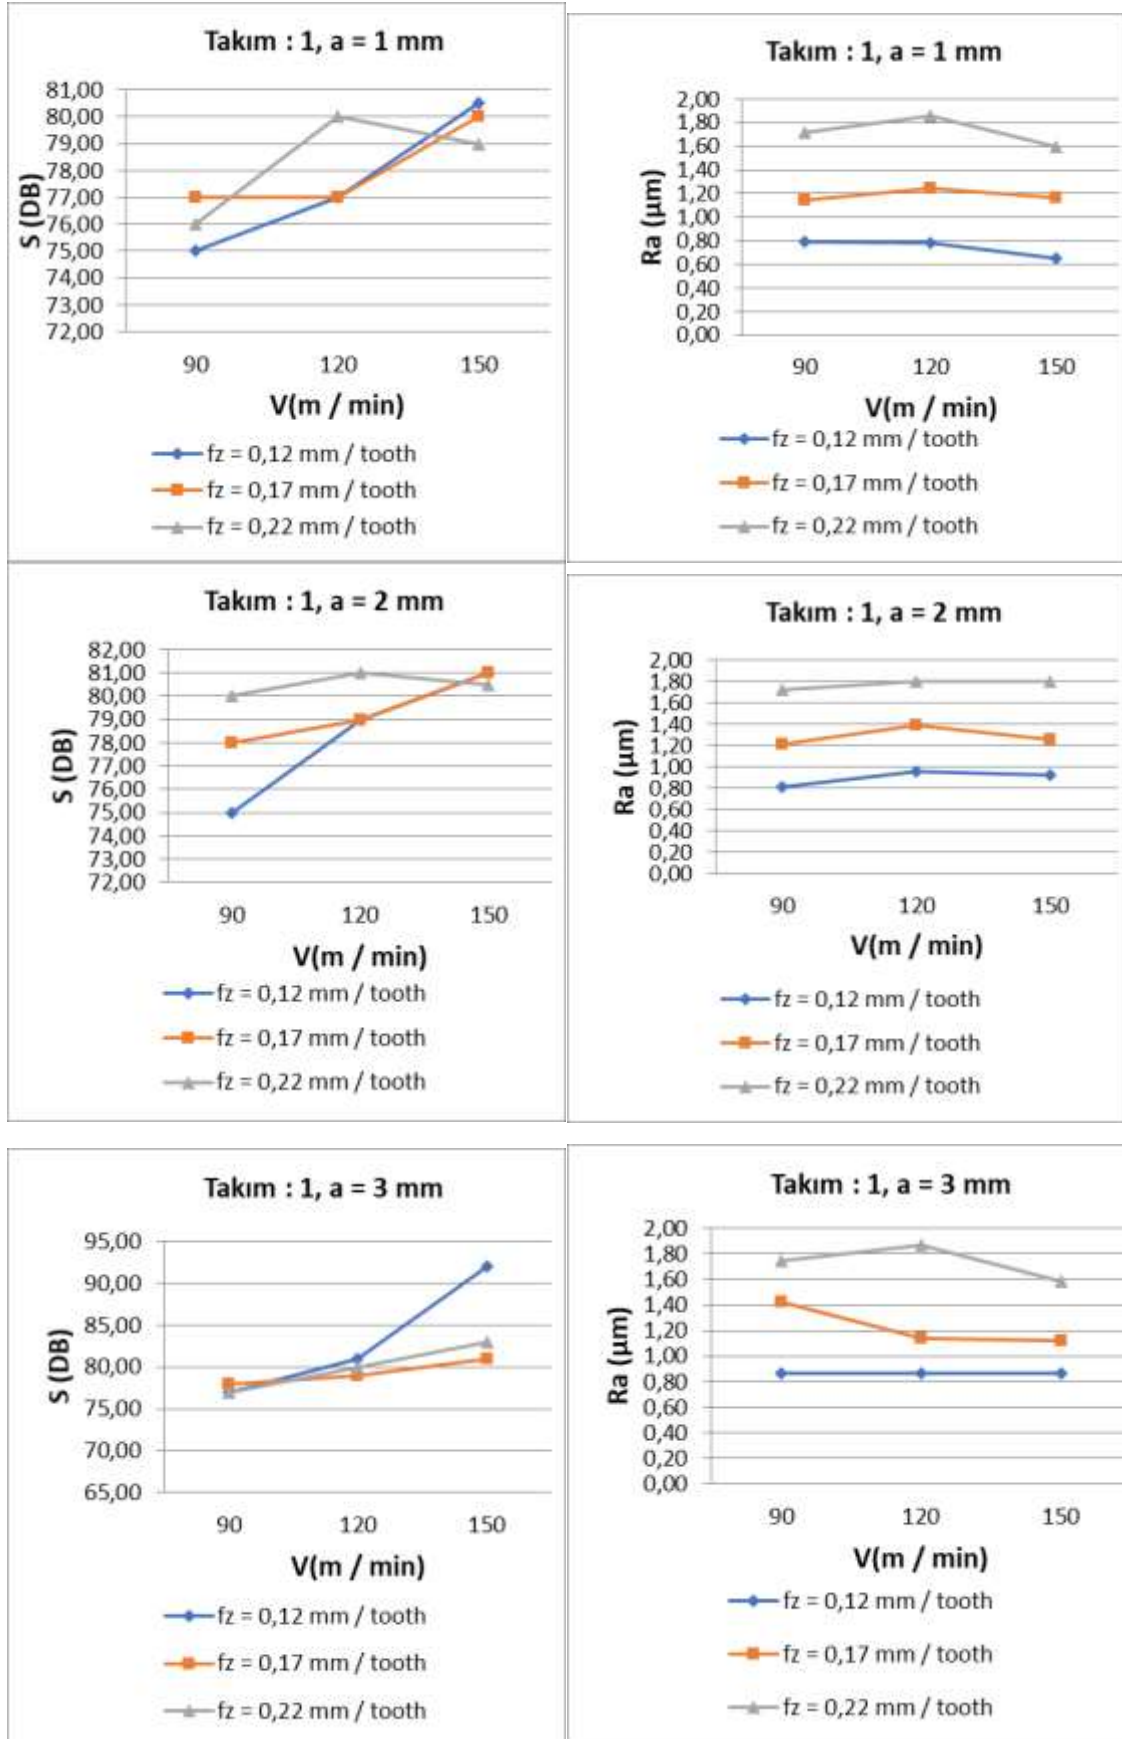 Takım : 1, a = 1 mm
S (DB)
81,00
80,00
79,00
78,00
77,00
76,00
75,00
74,00
73,00
72,00
90 120 150
V(m / min)
fz = 0,12 mm / tooth
fz = 0,17 mm / tooth
fz = 0,22 mm / tooth
Takım : 1, a = 1 mm
Ra (µm)
2,00
1,80
1,60
1,40
1,20
1,00
0,80
0,60
0,40
0,20
0,00
90 120 150
V(m / min)
fz = 0,12 mm / tooth
fz = 0,17 mm / tooth
fz = 0,22 mm / tooth
Takım : 1, a = 2 mm
S (DB)
82,00
81,00
80,00
79,00
78,00
77,00
76,00
75,00
74,00
73,00
72,00
90 120 150
V(m / min)
fz = 0,12 mm / tooth
fz = 0,17 mm / tooth
fz = 0,22 mm / tooth
Takım : 1, a = 2 mm
Ra (µm)
2,00
1,80
1,60
1,40
1,20
1,00
0,80
0,60
0,40
0,20
0,00
90 120 150
V(m / min)
fz = 0,12 mm / tooth
fz = 0,17 mm / tooth
fz = 0,22 mm / tooth
Takım : 1, a = 3 mm
S (DB)
95,00
90,00
85,00
80,00
75,00
70,00
65,00
90 120 150
V(m / min)
fz = 0,12 mm / tooth
fz = 0,17 mm / tooth
fz = 0,22 mm / tooth
Takım : 1, a = 3 mm
Ra (µm)
2,00
1,80
1,60
1,40
1,20
1,00
0,80
0,60
0,40
0,20
0,00
90 120 150
V(m / min)
fz = 0,12 mm / tooth
fz = 0,17 mm / tooth
fz = 0,22 mm / tooth